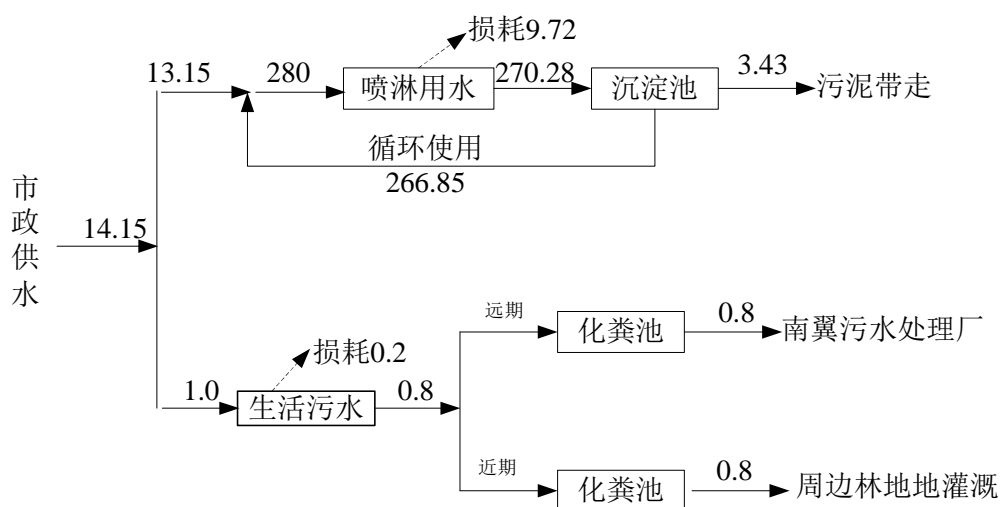 损耗9.72
13.15
280
喷淋用水
270.28
沉淀池
3.43
污泥带走
循环使用
266.85
市政供水
14.15
远期
化粪池
0.8
南翼污水处理厂
损耗0.2
1.0
生活污水
0.8
近期
化粪池
0.8
周边林地地灌溉